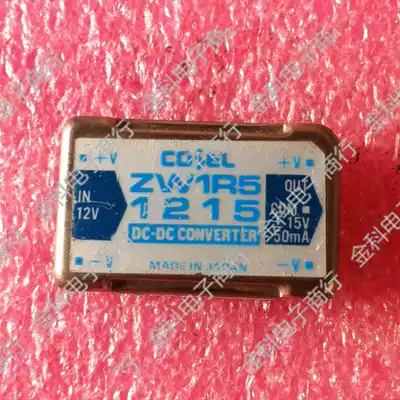 COSEL
+V +V
ZW1R5
IN OUT
1215
12V COM
±15V
DC-DC CONVERTER
50mA
-V -V
MADE IN JAPAN
金科电子商行